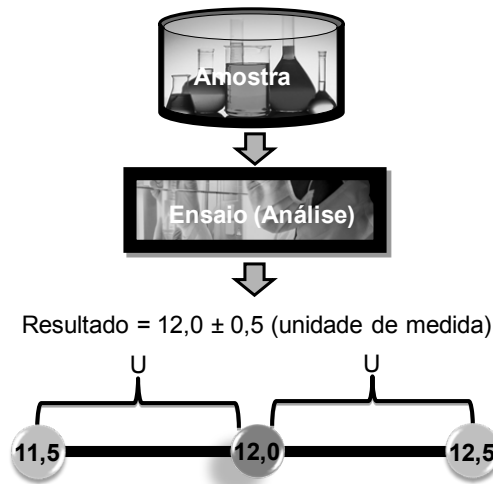 Amostra
Ensaio (Análise)
Resultado = 12,0 ± 0,5 (unidade de medida)
U U
11,5 12,0 12,5